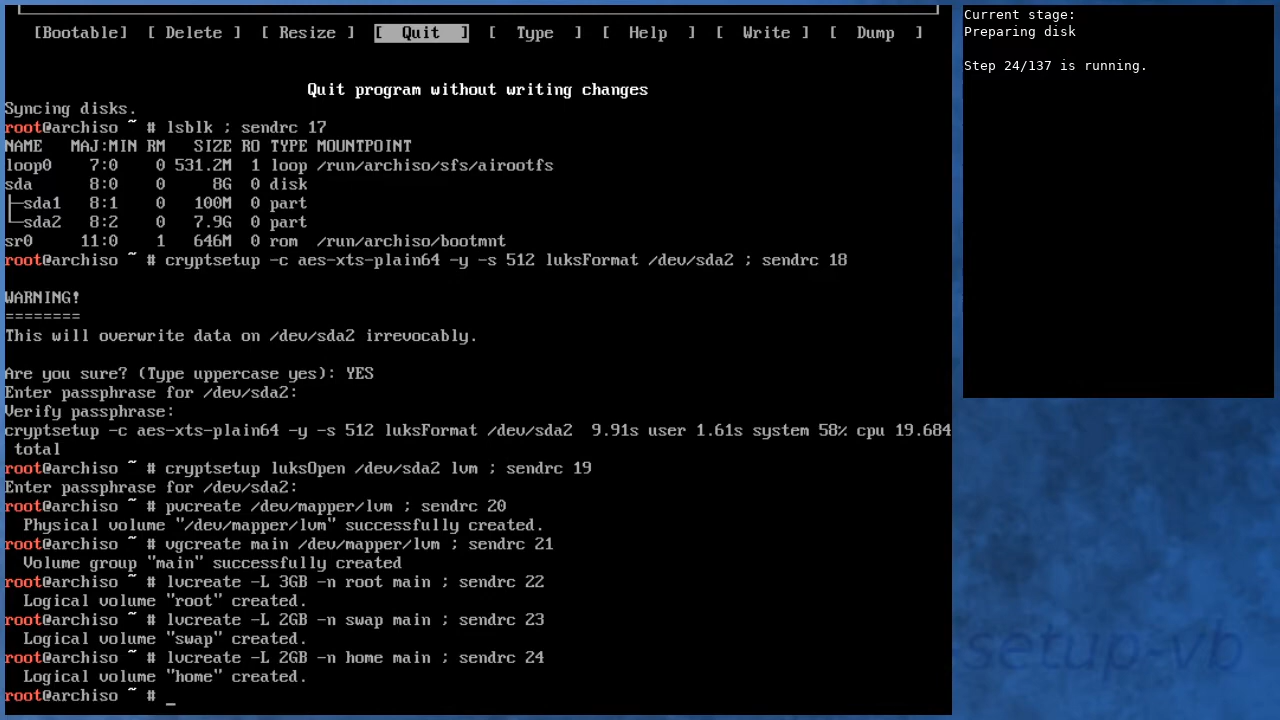 [Bootable] [ Delete ] [ Resize ] [ Quit ] [ Type ] [ Help ] [ Write ] [ Dump ]
Quit program without writing changes
Syncing disks.
root@archiso ~ # lsblk ; sendrc 17
NAME   MAJ:MIN RM   SIZE RO TYPE MOUNTPOINT
loop0    7:0    0 531.2M  1 loop /run/archiso/sfs/airootfs
sda      8:0    0     8G  0 disk
├─sda1   8:1    0   100M  0 part
└─sda2   8:2    0   7.9G  0 part
sr0     11:0    1   646M  0 rom  /run/archiso/bootmnt
root@archiso ~ # cryptsetup -c aes-xts-plain64 -y -s 512 luksFormat /dev/sda2 ; sendrc 18
WARNING!
========
This will overwrite data on /dev/sda2 irrevocably.
Are you sure? (Type uppercase yes): YES
Enter passphrase for /dev/sda2:
Verify passphrase:
cryptsetup -c aes-xts-plain64 -y -s 512 luksFormat /dev/sda2  9.91s user 1.61s system 58% cpu 19.684
 total
root@archiso ~ # cryptsetup luksOpen /dev/sda2 lvm ; sendrc 19
Enter passphrase for /dev/sda2:
root@archiso ~ # pvcreate /dev/mapper/lvm ; sendrc 20
  Physical volume "/dev/mapper/lvm" successfully created.
root@archiso ~ # vgcreate main /dev/mapper/lvm ; sendrc 21
  Volume group "main" successfully created
root@archiso ~ # lvcreate -L 3GB -n root main ; sendrc 22
  Logical volume "root" created.
root@archiso ~ # lvcreate -L 2GB -n swap main ; sendrc 23
  Logical volume "swap" created.
root@archiso ~ # lvcreate -L 2GB -n home main ; sendrc 24
  Logical volume "home" created.
root@archiso ~ # _
Current stage:
Preparing disk
Step 24/137 is running.
setup-vb